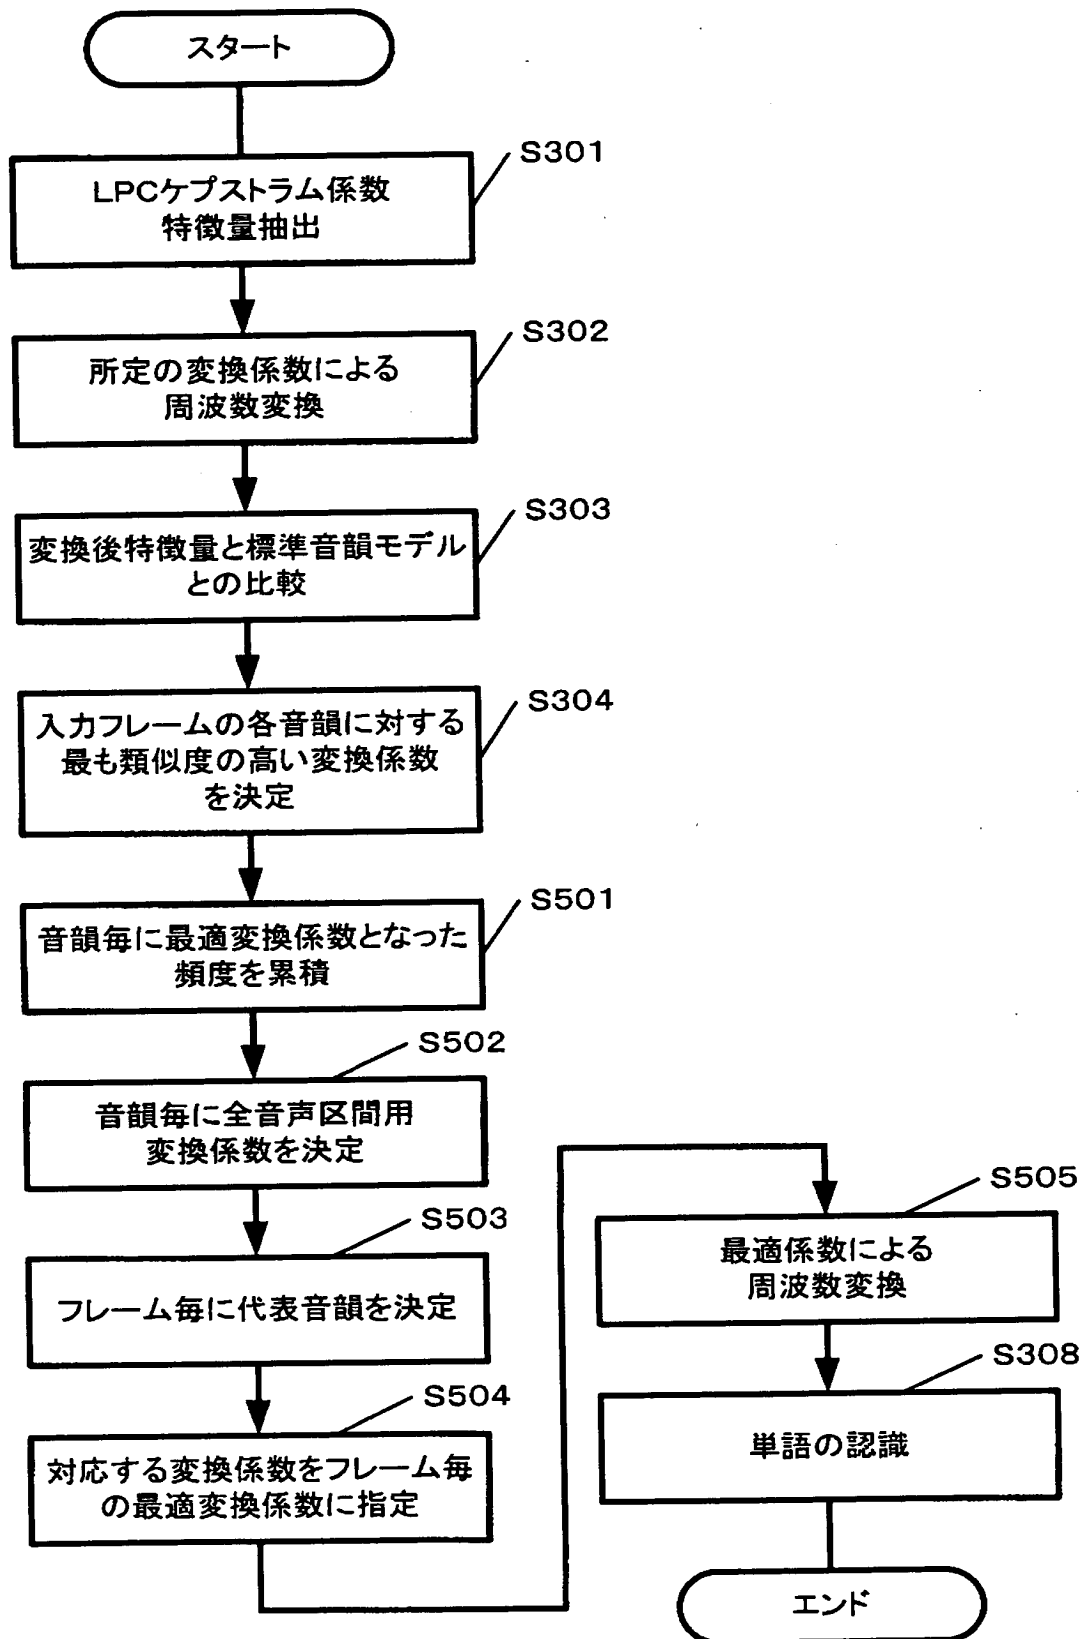 スタート
S301
LPCケプストラム係数
特徴量抽出
S302
所定の変換係数による
周波数変換
S303
変換後特徴量と標準音韻モデル
との比較
S304
入力フレームの各音韻に対する
最も類似度の高い変換係数
を決定
S501
音韻毎に最適変換係数となった
頻度を累積
S502
音韻毎に全音声区間用
変換係数を決定
S503
フレーム毎に代表音韻を決定
S504
対応する変換係数をフレーム毎
の最適変換係数に指定
S505
最適係数による
周波数変換
S308
単語の認識
エンド